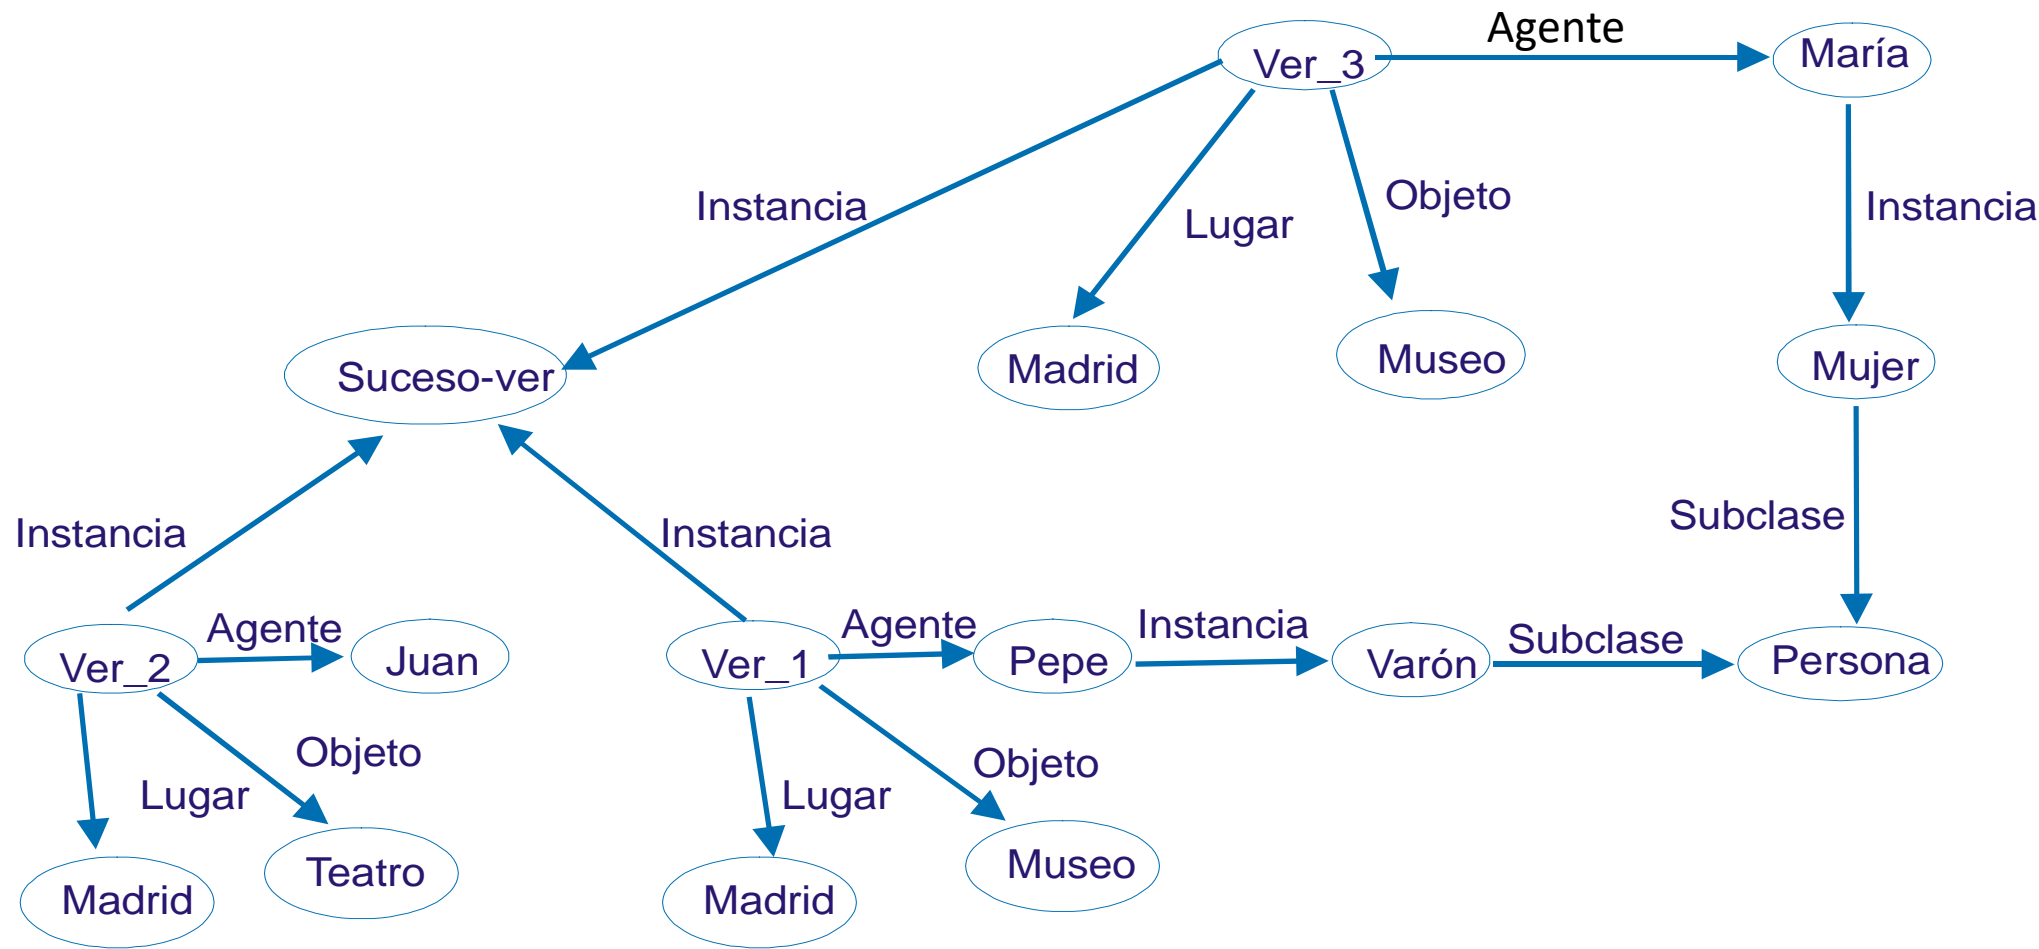 Agente
Ver_3
María
Instancia
Lugar
Objeto
Instancia
Suceso-ver
Madrid
Museo
Mujer
Instancia
Instancia
Subclase
Ver_2
Agente
Juan
Ver_1
Agente
Pepe
Instancia
Varón
Subclase
Persona
Objeto
Lugar
Objeto
Lugar
Madrid
Teatro
Madrid
Museo